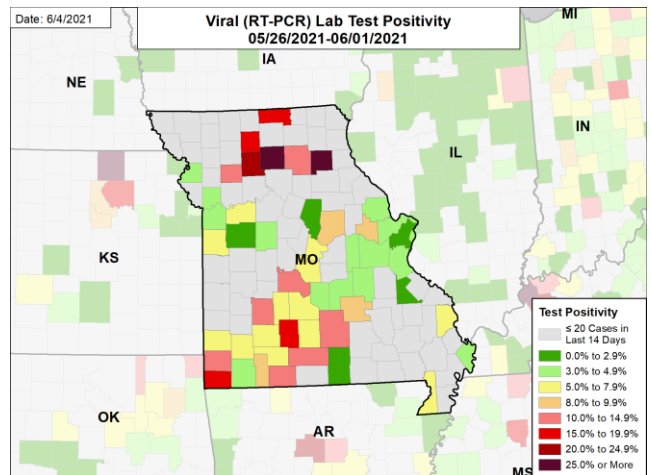 Date: 6/4/2021
Viral (RT-PCR) Lab Test Positivity
05/26/2021-06/01/2021
MI
IA
NE
IN
IL
KS
MO
OK
AR
MS
Test Positivity
≤ 20 Cases in
Last 14 Days
0.0% to 2.9%
3.0% to 4.9%
5.0% to 7.9%
8.0% to 9.9%
10.0% to 14.9%
15.0% to 19.9%
20.0% to 24.9%
25.0% or More